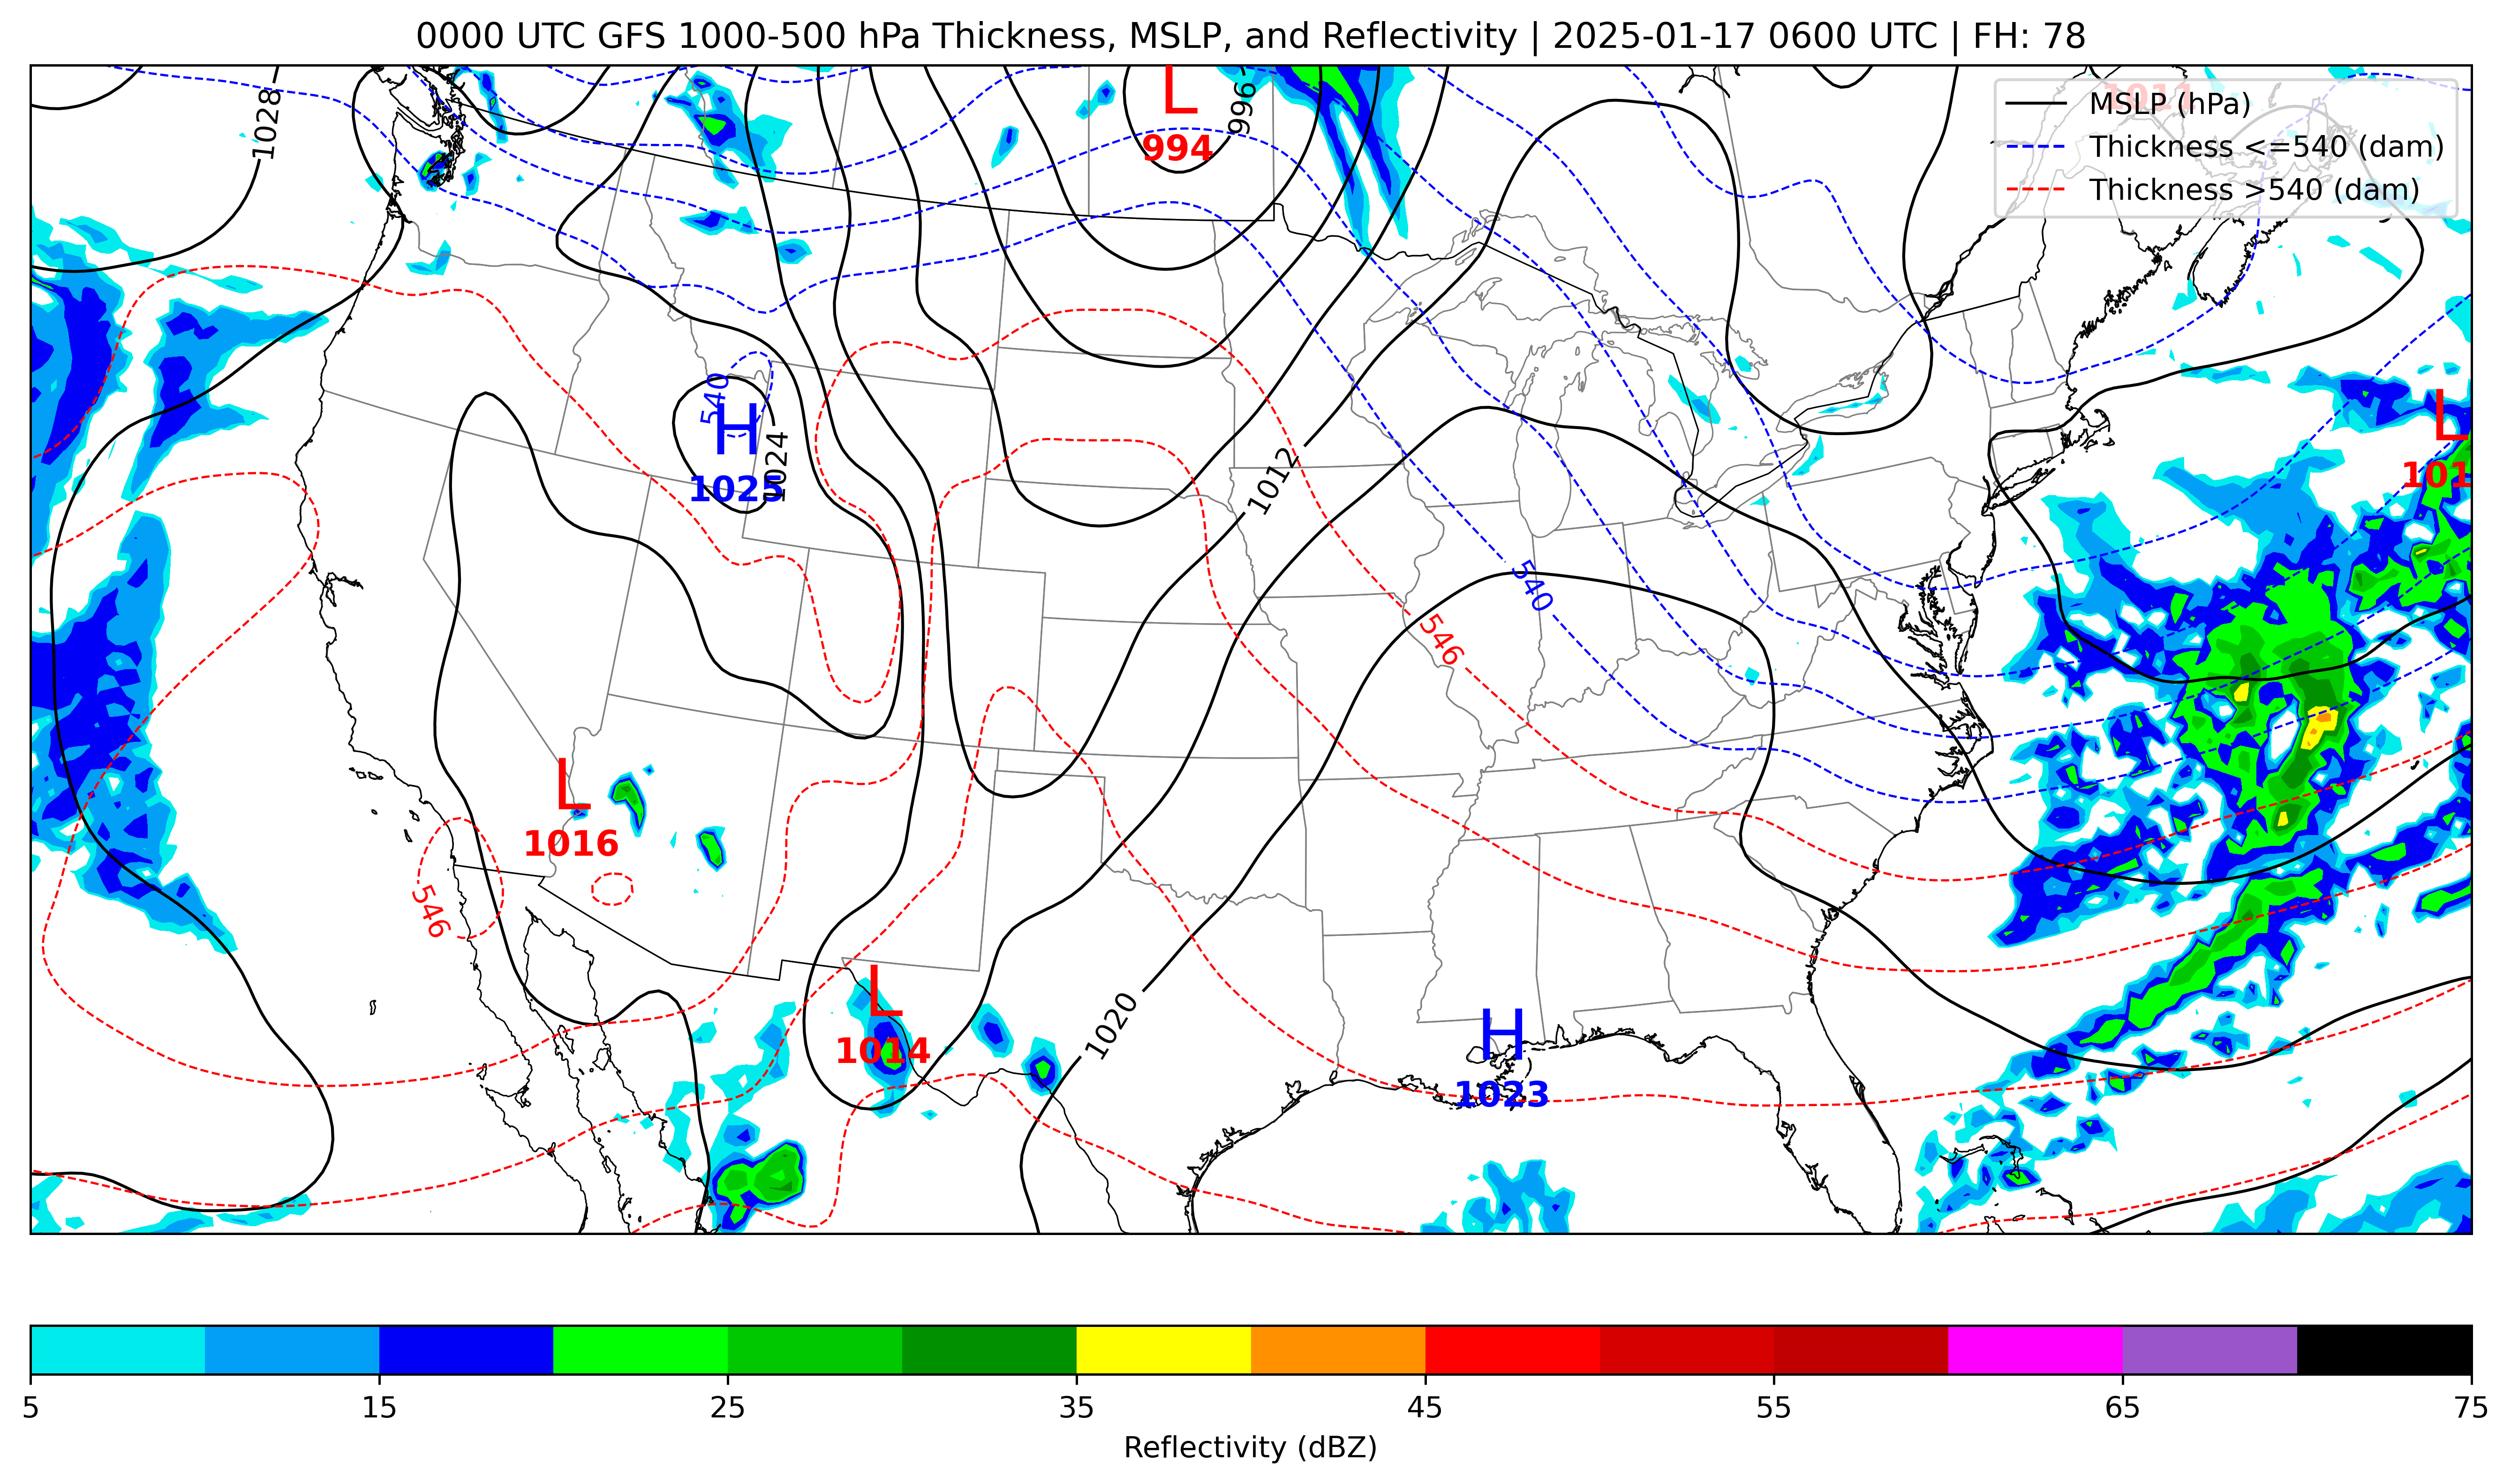 0000 UTC GFS 1000-500 hPa Thickness, MSLP, and Reflectivity | 2025-01-17 0600 UTC | FH: 78
MSLP (hPa)
Thickness <=540 (dam)
Thickness >540 (dam)
1011
1028
996
L
994
540
H
1025
1024
1012
L
101
540
546
L
1016
546
L
1014
1020
H
1023
5 15 25 35 45 55 65 75
Reflectivity (dBZ)